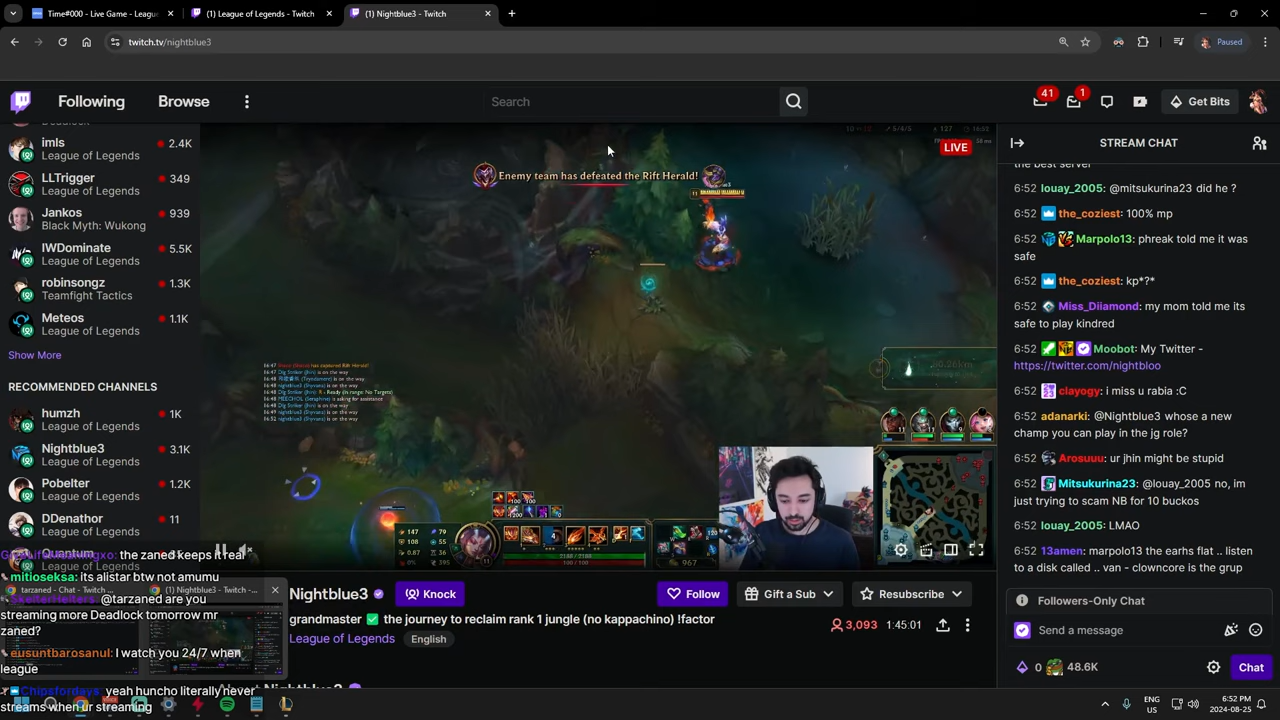 Time#000 - Live Game - Leagu
(1) League of Legends - Twitch
(1) Nightblue3 - Twitch
twitch.tv/nightblue3
Paused
Following
Browse
Search
41
1
Get Bits
imls
2.4K
League of Legends
LLTrigger
349
League of Legends
Jankos
939
Black Myth: Wukong
IWDominate
5.5K
League of Legends
robinsongz
1.3K
Teamfight Tactics
Meteos
1.1K
League of Legends
Show More
humzh
1K
League of Legends
Nightblue3
3.1K
League of Legends
Pobelter
1.2K
League of Legends
DDenathor
11
League of Legends
the zaned keeps it real
mitioseksa: its alistar btw not amumu
@tarzaned are you
streaming more Deadlock tomorrow mr
zaned?
eusuntbarosanul: I watch you 24/7 when
league
Chipsfordays: yeah huncho literally never
streams when ur streaming
tarzaned - Chat - Twitch
(1) Nightblue3 - Twitch -...
Enemy team has defeated the Rift Herald!
LIVE
967
Nightblue3
Knock
Follow
Gift a Sub
Resubscribe
grandmaster ✅ the journey to reclaim rank 1 - jungle (no kappachino) !factor
League of Legends
English
3,093
1:45:01
STREAM CHAT
6:52 louay_2005: @mitsukurina23 did he ?
6:52 the_coziest: 100% mp
6:52 Marpolo13: phreak told me it was
safe
6:52 the_coziest: kp*?*
6:52 Miss_Diiamond: my mom told me its
safe to play kindred
6:52 Moobot: My Twitter -
https://twitter.com/nightbloo
6:52 clayogy: i miss u rabia xo
6:52 adanarki: @Nightblue3 whose a new
champ you can play in the jg role?
6:52 Arosuuu: ur jhin might be stupid
6:52 Mitsukurina23: @louay_2005 no, im
just trying to scam NB for 10 buckos
6:52 louay_2005: LMAO
6:52 13amen: marpolo13 the earns flat .. listen
to a disk called .. van - clowncore is the grup
Followers-Only Chat
Send a message
0
48.6K
Chat
ENG
US
6:52 PM
2024-08-25